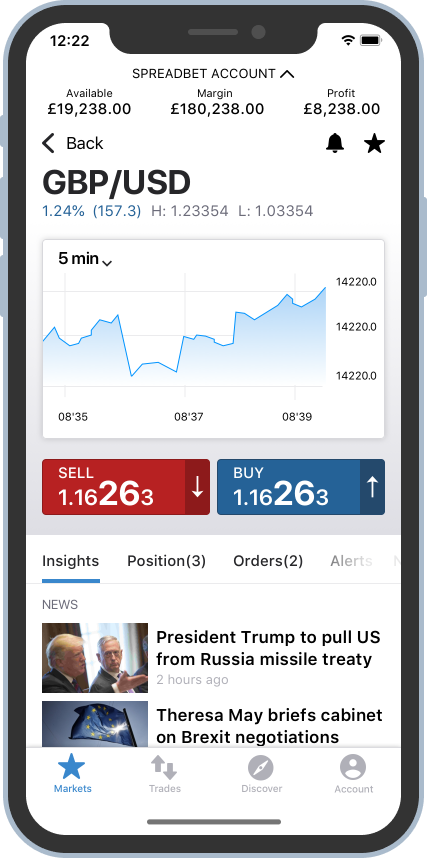 12:22
SPREADBET ACCOUNT
Available Margin Profit
£19,238.00 £180,238.00 £8,238.00
Back
GBP/USD
1.24% (157.3) H: 1.23354 L: 1.03354
5 min
14220.0
14220.0
14220.0
08'35 08'37 08'39
SELL
1.16263
BUY
1.16263
Insights Position(3) Orders(2) Alerts N
NEWS
President Trump to pull US
from Russia missile treaty
2 hours ago
Theresa May briefs cabinet
on Brexit negotiations
Markets Trades Discover Account